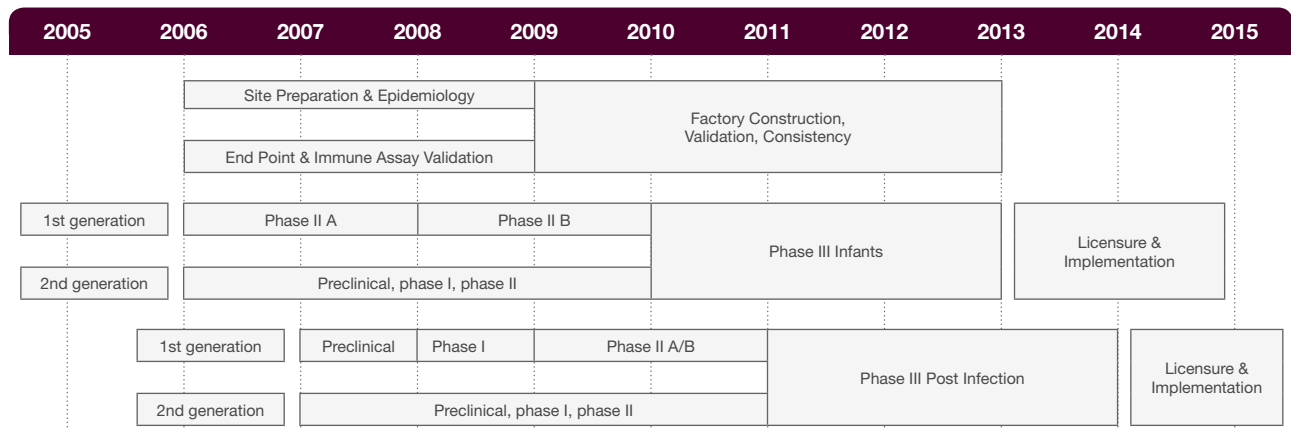 2005 2006 2007 2008 2009 2010 2011 2012 2013 2014 2015
Site Preparation & Epidemiology
Factory Construction,
Validation, Consistency
End Point & Immune Assay Validation
1st generation
Phase II A
Phase II B
Phase III Infants
Licensure &
Implementation
2nd generation
Preclinical, phase I, phase II
1st generation
Preclinical
Phase I
Phase II A/B
Phase III Post Infection
Licensure &
Implementation
2nd generation
Preclinical, phase I, phase II